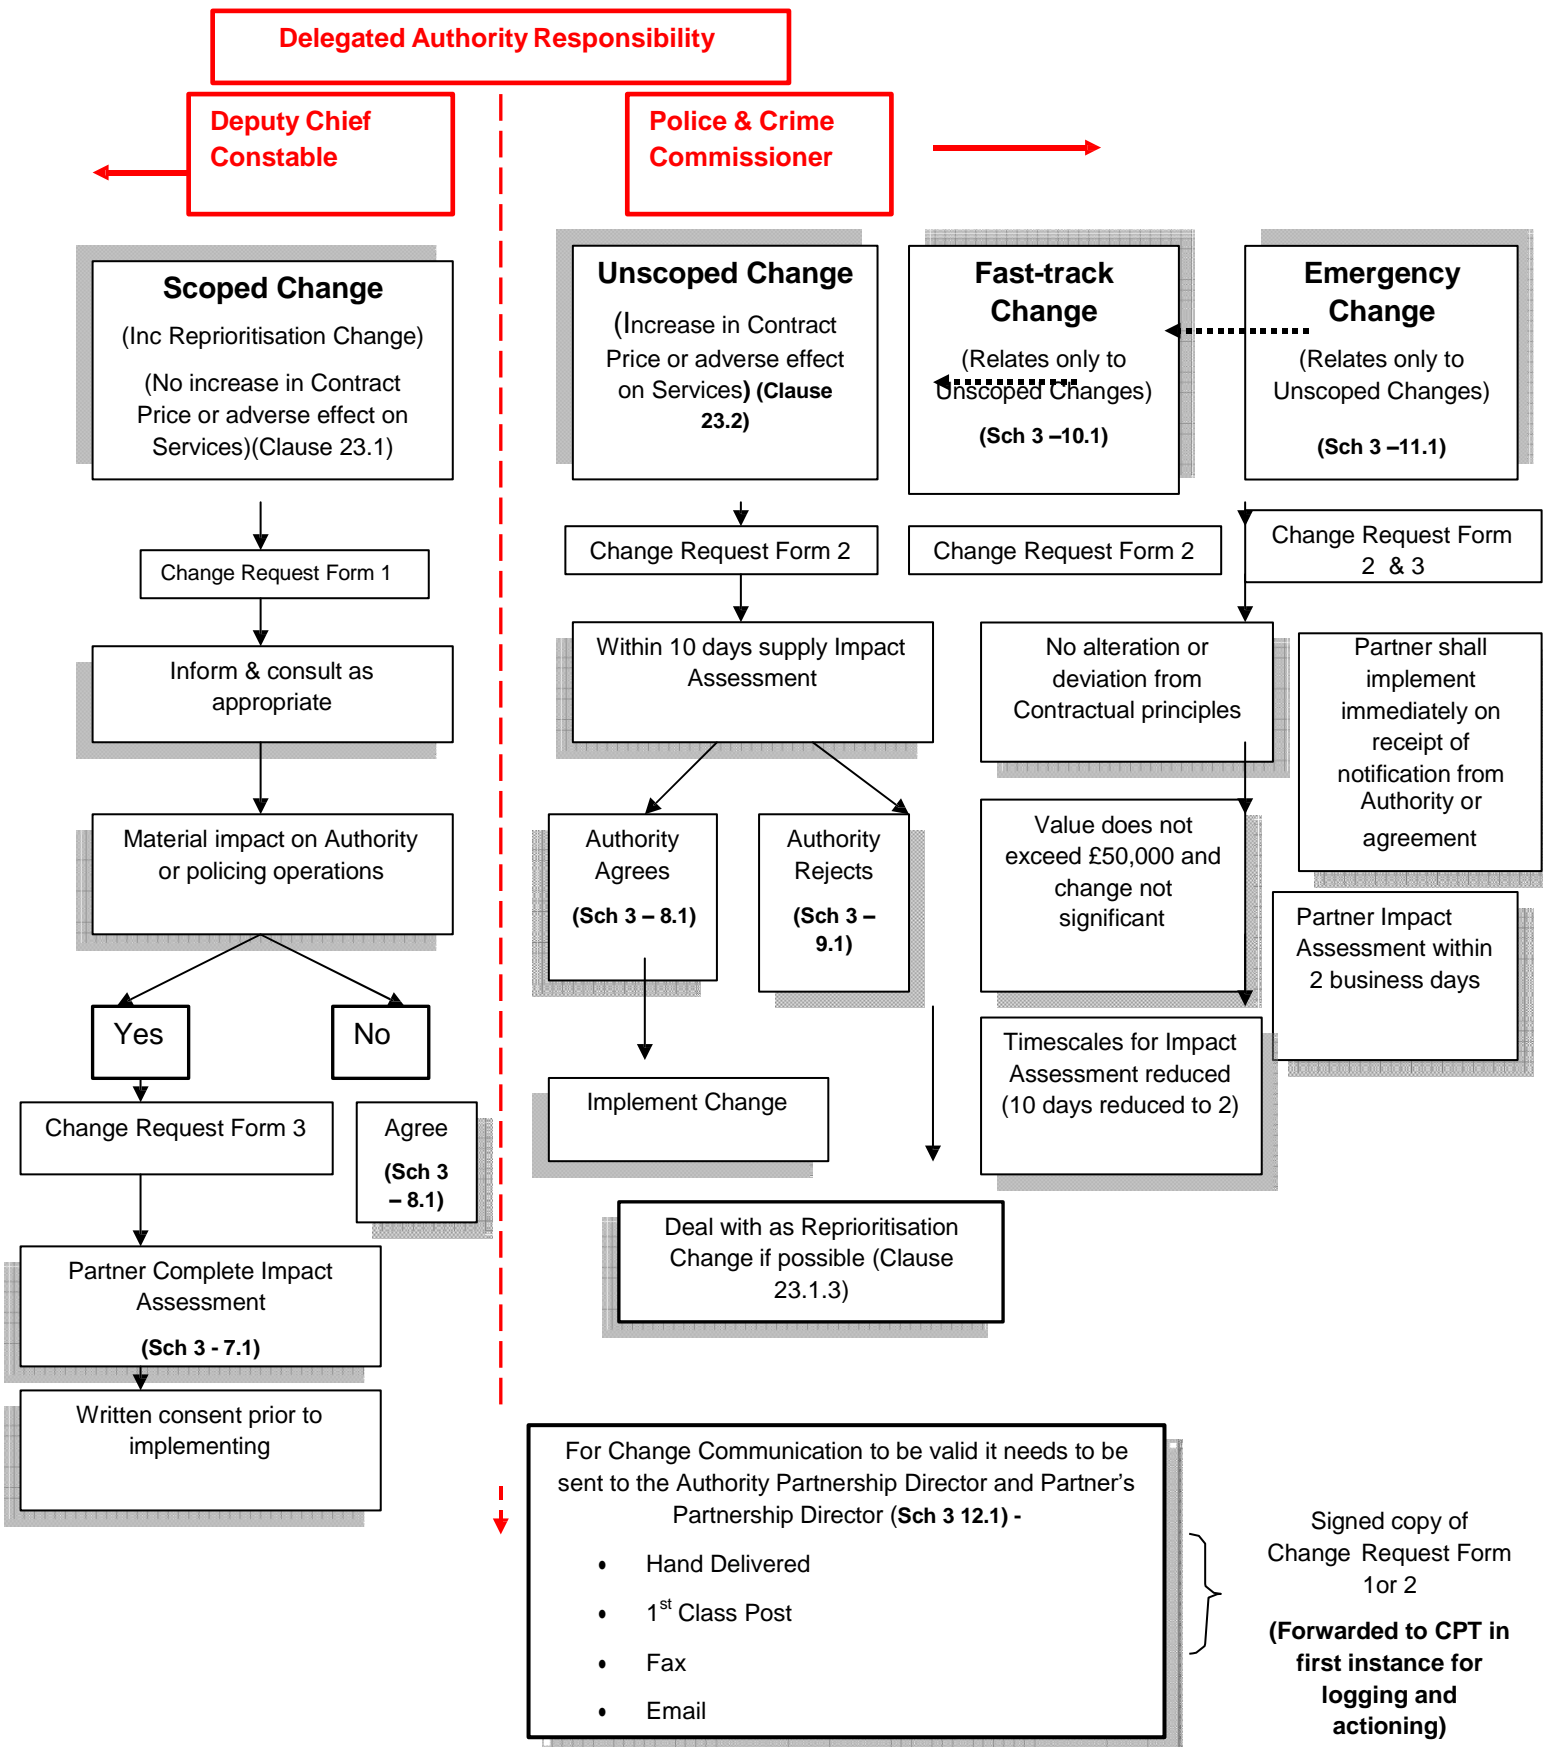 Delegated Authority Responsibility
Deputy Chief
Constable
Police & Crime
Commissioner
Scoped Change
(Inc Reprioritisation Change)
(No increase in Contract
Price or adverse effect on
Services)(Clause 23.1)
Unscoped Change
(Increase in Contract
Price or adverse effect
on Services) (Clause
23.2)
Fast-track
Change
(Relates only to
Unscoped Changes)
(Sch 3 –10.1)
Emergency
Change
(Relates only to
Unscoped Changes)
(Sch 3 –11.1)
Change Request Form 1
Change Request Form 2
Change Request Form 2
Change Request Form
2 & 3
Inform & consult as
appropriate
Within 10 days supply Impact
Assessment
No alteration or
deviation from
Contractual principles
Partner shall
implement
immediately on
receipt of
notification from
Authority or
agreement
Material impact on Authority
or policing operations
Authority
Agrees
(Sch 3 – 8.1)
Authority
Rejects
(Sch 3 –
9.1)
Value does not
exceed £50,000 and
change not
significant
Partner Impact
Assessment within
2 business days
Yes
No
Timescales for Impact
Assessment reduced
(10 days reduced to 2)
Implement Change
Change Request Form 3
Agree
(Sch 3
– 8.1)
Deal with as Reprioritisation
Change if possible (Clause
23.1.3)
Partner Complete Impact
Assessment
(Sch 3 - 7.1)
Written consent prior to
implementing
For Change Communication to be valid it needs to be
sent to the Authority Partnership Director and Partner’s
Partnership Director (Sch 3 12.1) -
• Hand Delivered
• 1st Class Post
• Fax
• Email
Signed copy of
Change Request Form
1or 2
(Forwarded to CPT in
first instance for
logging and
actioning)